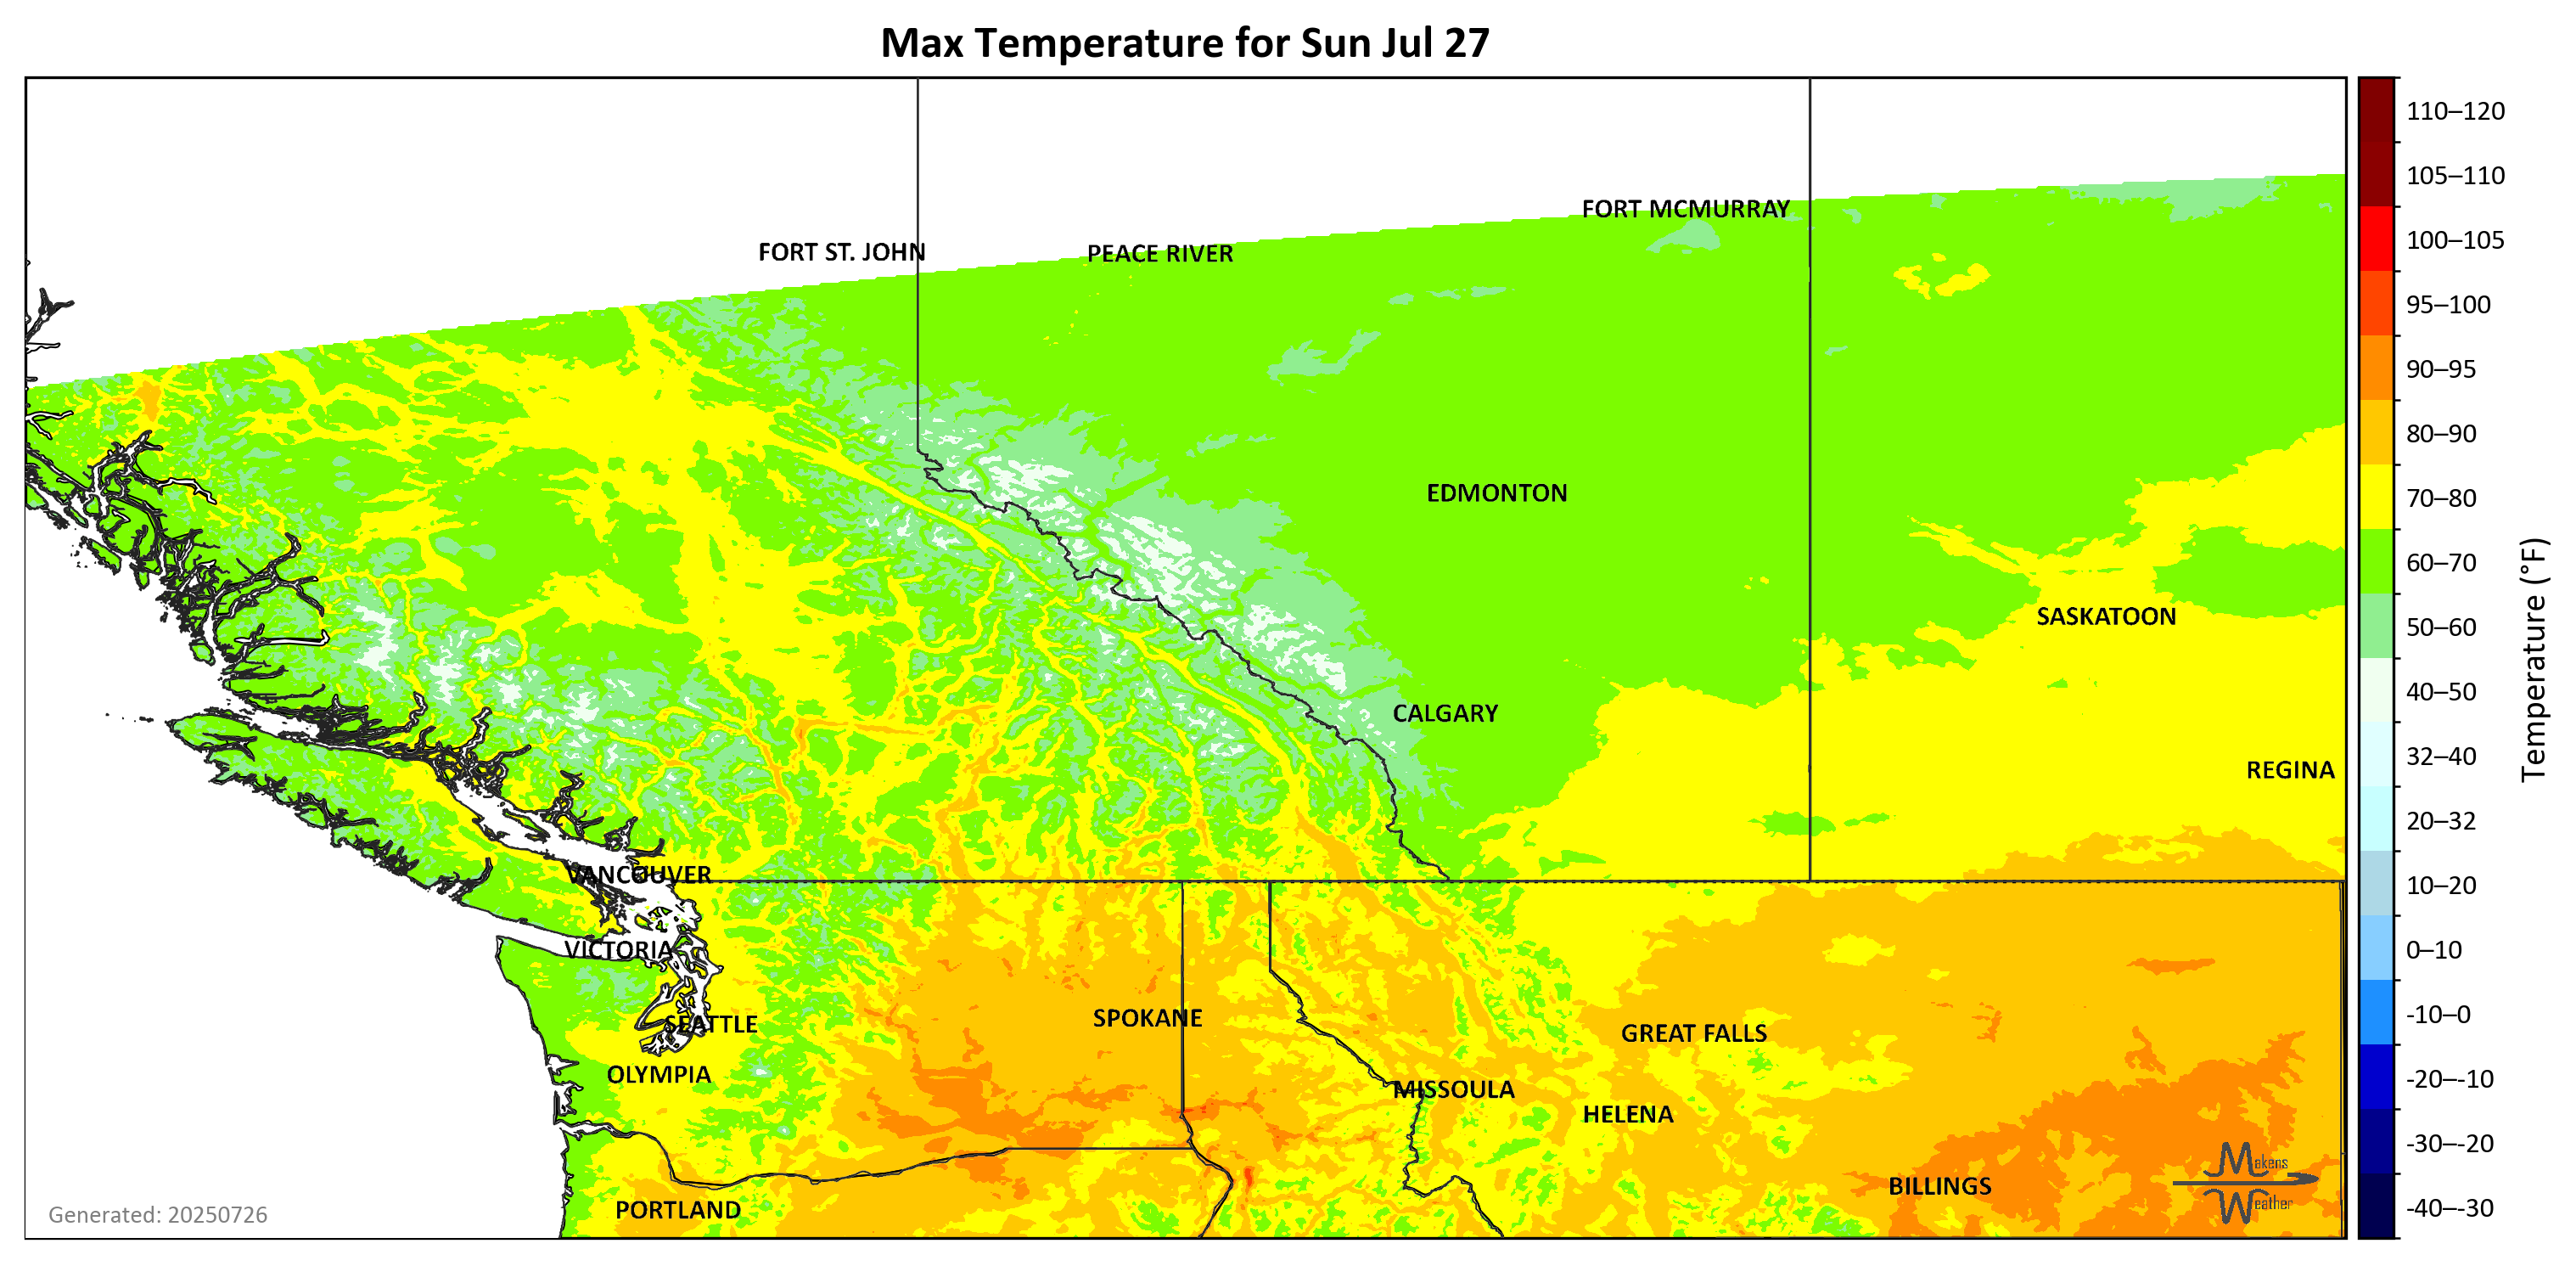 Max Temperature for Sun Jul 27
FORT MCMURRAY
FORT ST. JOHN
PEACE RIVER
EDMONTON
SASKATOON
CALGARY
REGINA
VANCOUVER
VICTORIA
SEATTLE
SPOKANE
GREAT FALLS
OLYMPIA
MISSOULA
HELENA
BILLINGS
PORTLAND
Makens
Weather
Generated: 20250726
110–120
105–110
100–105
95–100
90–95
80–90
70–80
60–70
50–60
40–50
32–40
20–32
10–20
0–10
-10–0
-20–-10
-30–-20
-40–-30
Temperature (°F)